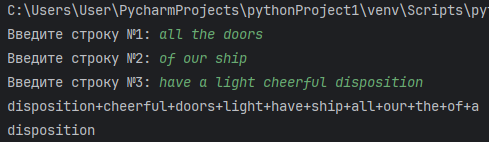 C:\Users\User\PycharmProjects\pythonProject1\venv\Scripts\py
Введите строку №1: all the doors
Введите строку №2: of our ship
Введите строку №3: have a light cheerful disposition
disposition+cheerful+doors+light+have+ship+all+our+the+of+a
disposition